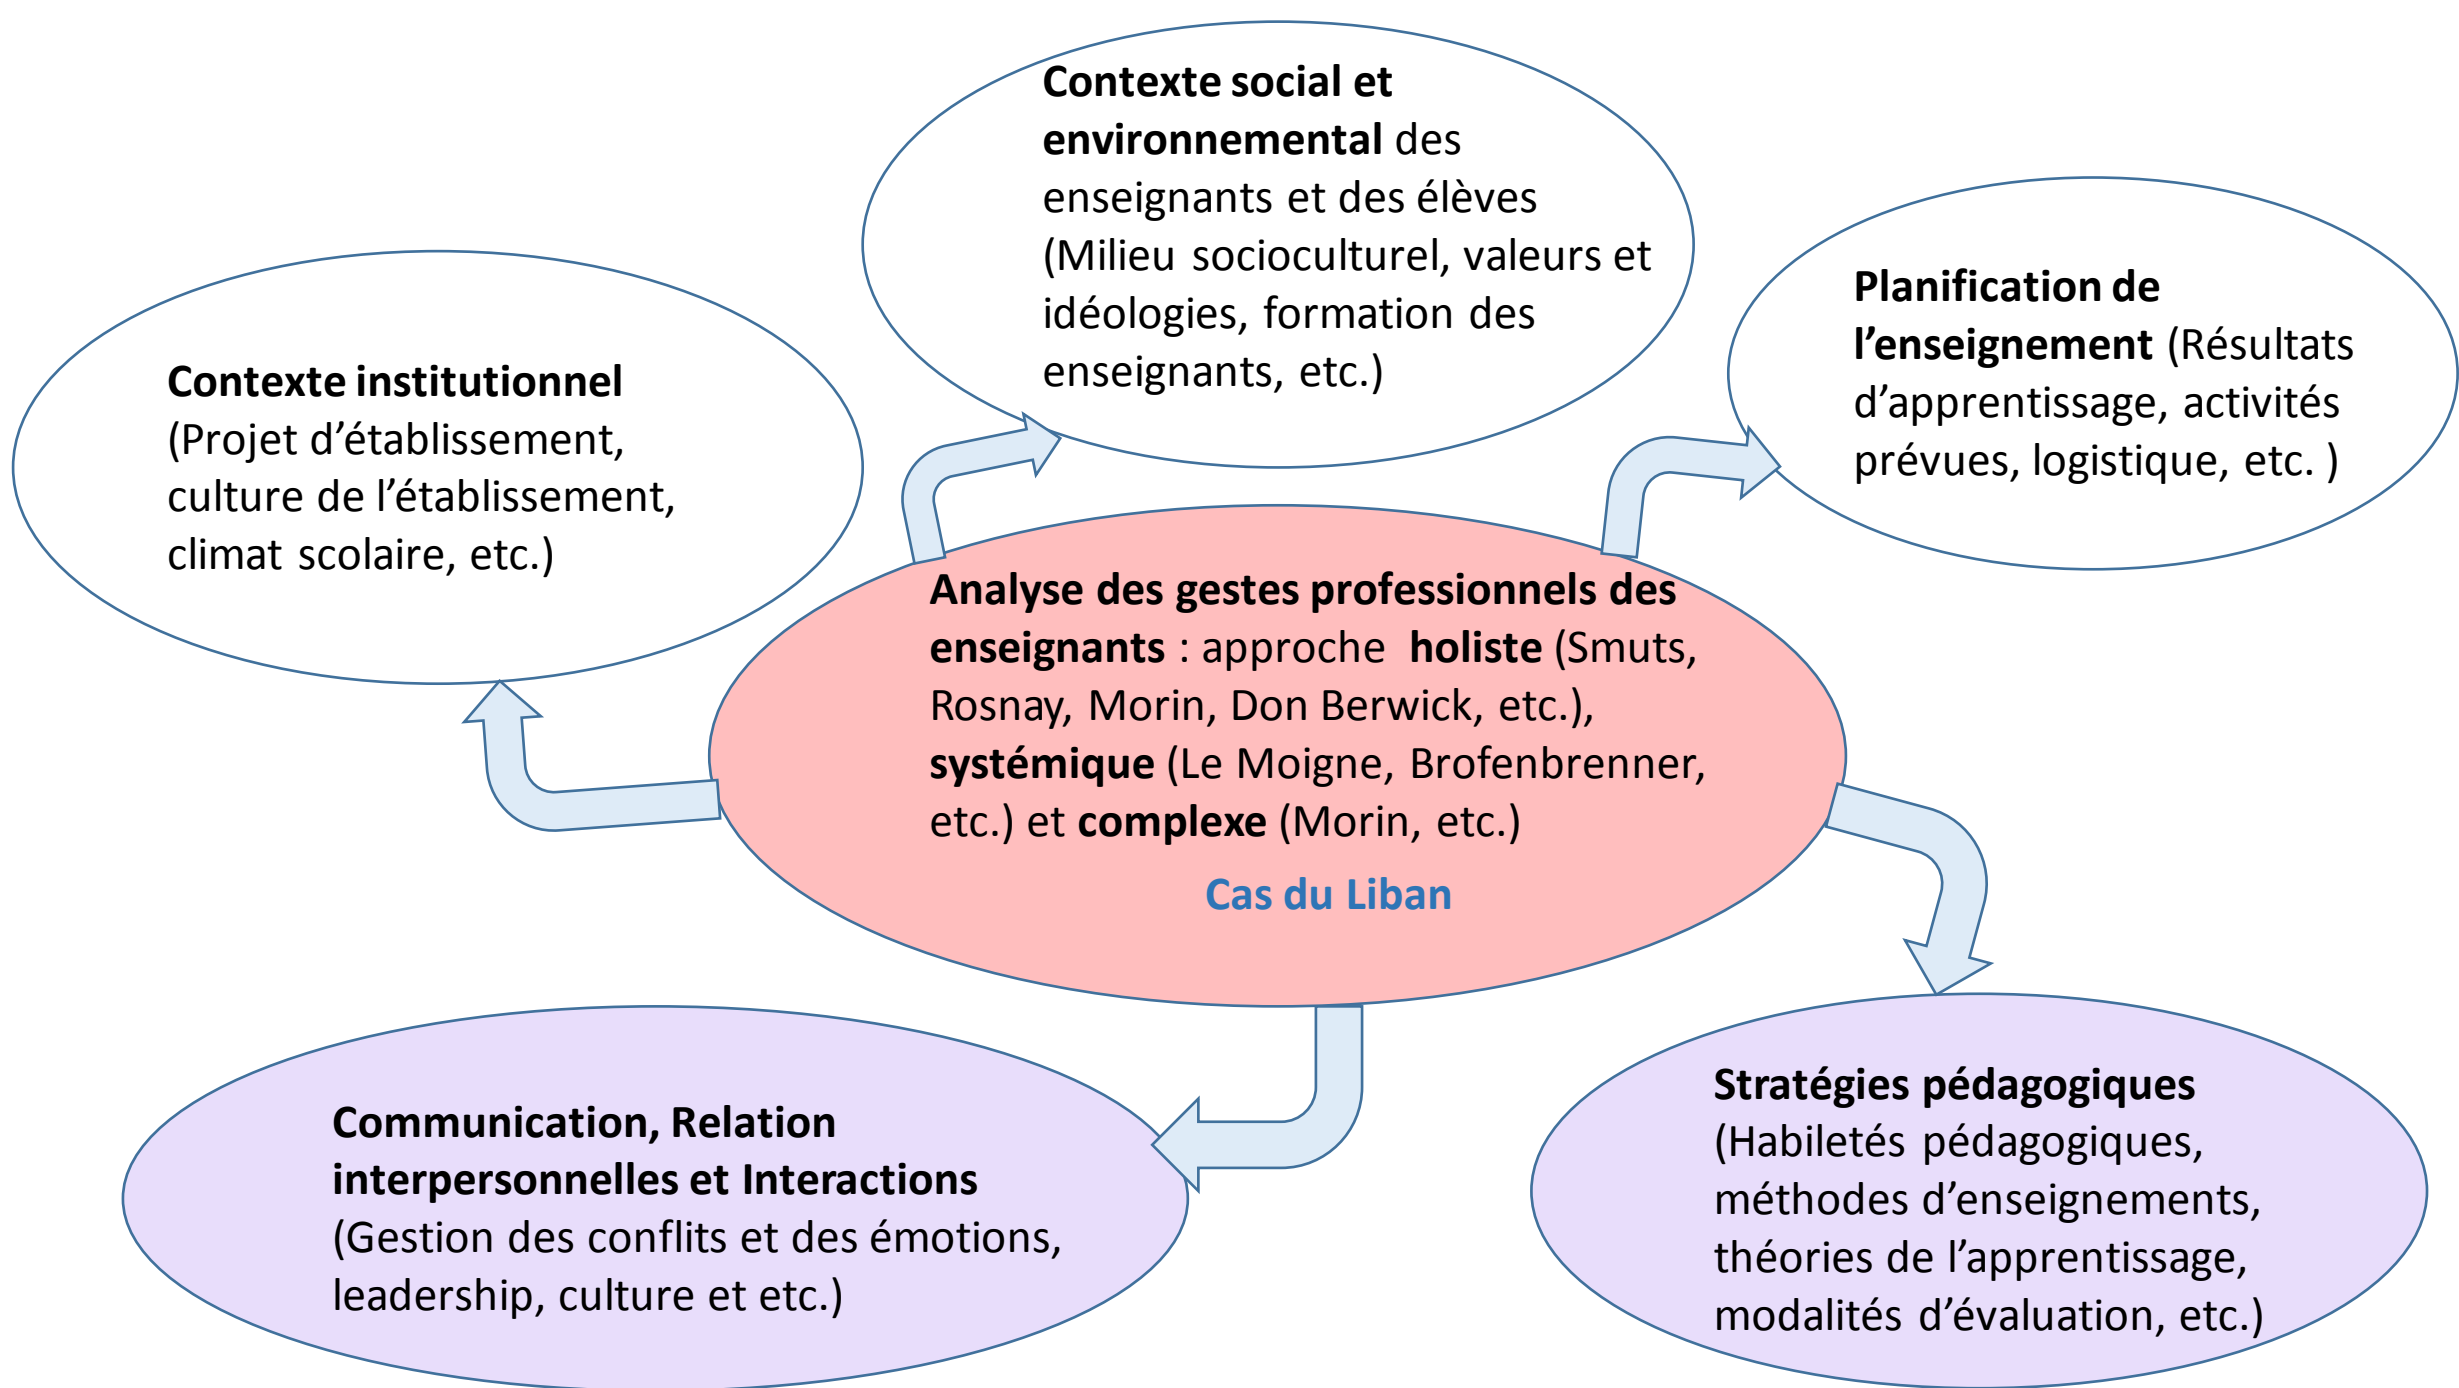 Contexte social et
environnemental des
enseignants et des élèves
(Milieu socioculturel, valeurs et
idéologies, formation des
enseignants, etc.)
Planification de
l’enseignement (Résultats
d’apprentissage, activités
prévues, logistique, etc. )
Contexte institutionnel
(Projet d’établissement,
culture de l’établissement,
climat scolaire, etc.)
Analyse des gestes professionnels des
enseignants : approche holiste (Smuts,
Rosnay, Morin, Don Berwick, etc.),
systémique (Le Moigne, Brofenbrenner,
etc.) et complexe (Morin, etc.)
Cas du Liban
Communication, Relation
interpersonnelles et Interactions
(Gestion des conflits et des émotions,
leadership, culture et etc.)
Stratégies pédagogiques
(Habiletés pédagogiques,
méthodes d’enseignements,
théories de l’apprentissage,
modalités d’évaluation, etc.)